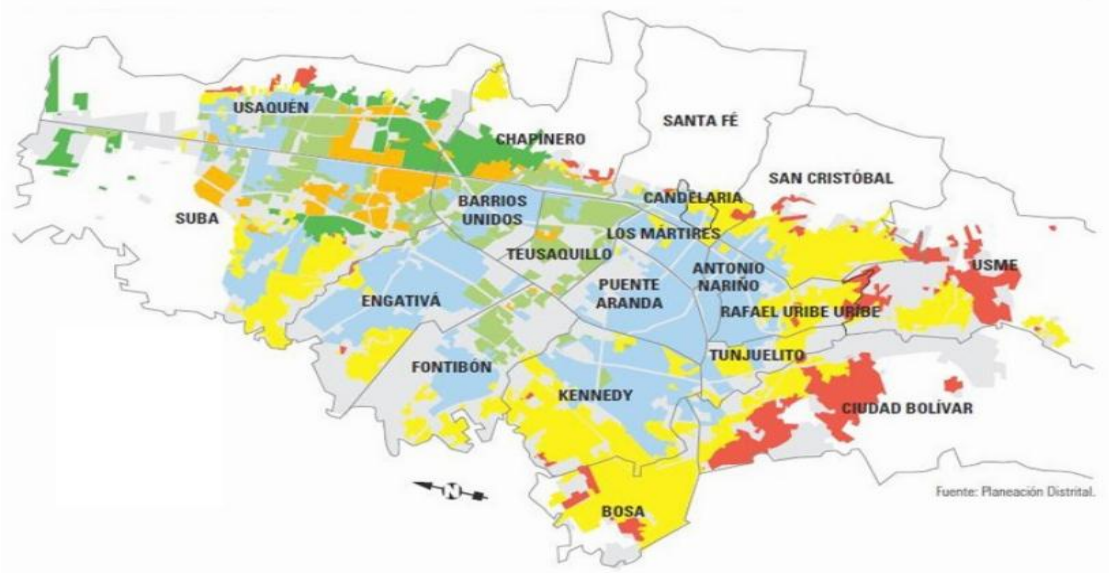 USAQUÉN
CHAPINERO
SANTA FÉ
SAN CRISTÓBAL
SUBA
BARRIOS
UNIDOS
CANDELARIA
LOS MÁRTIRES
TEUSAQUILLO
ANTONIO
NARIÑO
USME
ENGATIVÁ
PUENTE
ARANDA
RAFAEL URIBE URÍBE
FONTIBÓN
TUNJUELITO
KENNEDY
CIUDAD BOLÍVAR
N
BOSA
Fuente: Planeación Distrital.